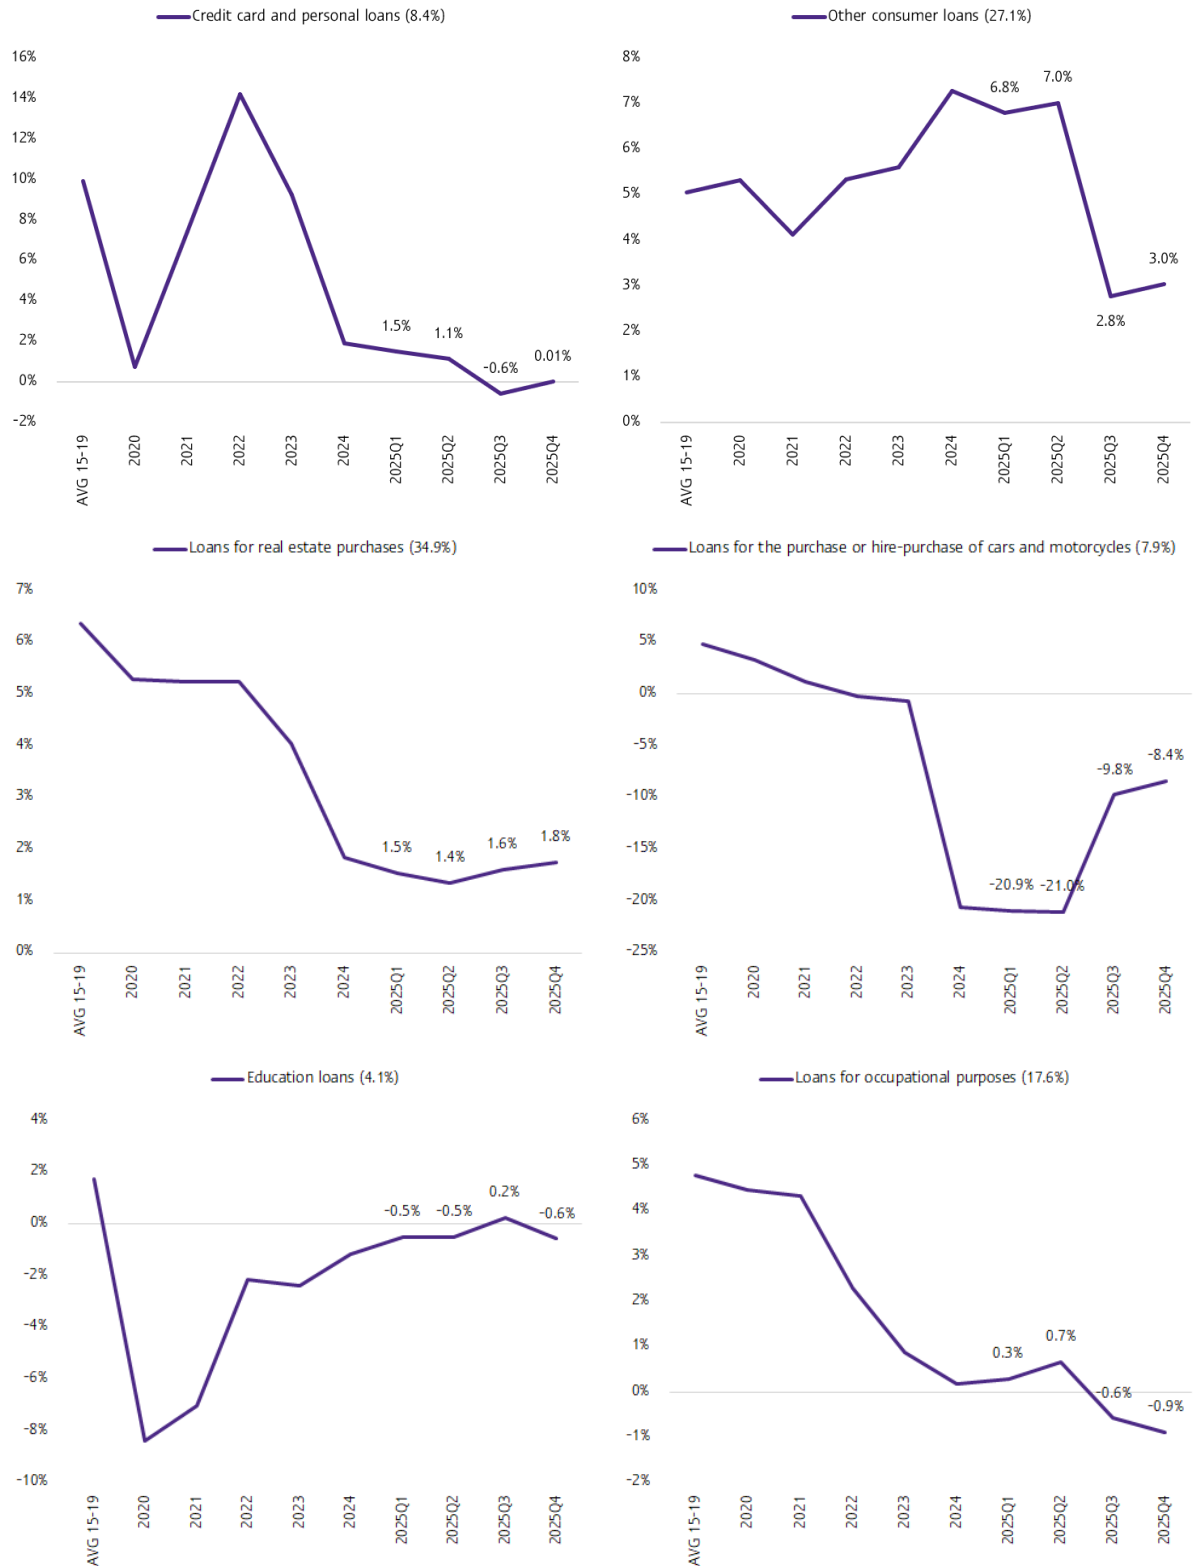 Credit card and personal loans (8.4%)
16%
14%
12%
10%
8%
6%
4%
2%
0%
-2%
1.5%
1.1%
-0.6%
0.01%
AVG 15-19
2020
2021
2022
2023
2024
2025Q1
2025Q2
2025Q3
2025Q4
Other consumer loans (27.1%)
8%
7%
6%
5%
4%
3%
2%
1%
0%
6.8%
7.0%
2.8%
3.0%
AVG 15-19
2020
2021
2022
2023
2024
2025Q1
2025Q2
2025Q3
2025Q4
Loans for real estate purchases (34.9%)
7%
6%
5%
4%
3%
2%
1%
0%
1.5%
1.4%
1.6%
1.8%
AVG 15-19
2020
2021
2022
2023
2024
2025Q1
2025Q2
2025Q3
2025Q4
Loans for the purchase or hire-purchase of cars and motorcycles (7.9%)
10%
5%
0%
-5%
-10%
-15%
-20%
-25%
-20.9%
-21.0%
-9.8%
-8.4%
AVG 15-19
2020
2021
2022
2023
2024
2025Q1
2025Q2
2025Q3
2025Q4
Education loans (4.1%)
4%
2%
0%
-2%
-4%
-6%
-8%
-10%
-0.5%
-0.5%
0.2%
-0.6%
AVG 15-19
2020
2021
2022
2023
2024
2025Q1
2025Q2
2025Q3
2025Q4
Loans for occupational purposes (17.6%)
6%
5%
4%
3%
2%
1%
0%
-1%
-2%
0.3%
0.7%
-0.6%
-0.9%
AVG 15-19
2020
2021
2022
2023
2024
2025Q1
2025Q2
2025Q3
2025Q4